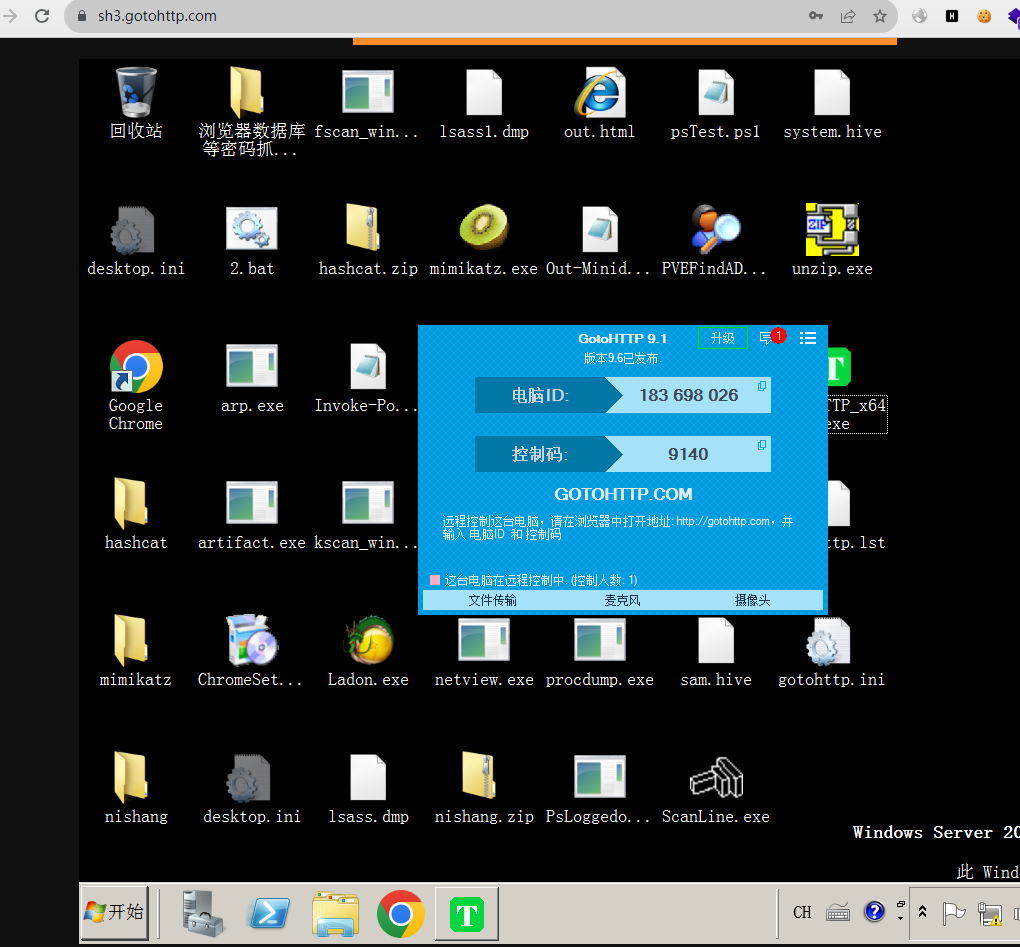 sh3.gotohttp.com
回收站
浏览器数据库
等密码抓...
fscan_win...
lsass1.dmp
out.html
psTest.ps1
system.hive
desktop.ini
2.bat
hashcat.zip
mimikatz.exe
Out-Minid...
PVEFindAD...
unzip.exe
Google
Chrome
arp.exe
Invoke-Po...
GotoHTTP 9.1
升级
1
版本9.6已发布.
电脑ID:
183 698 026
控制码:
9140
GOTOHTTP.COM
远程控制这台电脑，请在浏览器中打开地址: http://gotohttp.com，并
输入 电脑ID 和 控制码
这台电脑在远程控制中. (控制人数: 1)
文件传输
麦克风
摄像头
T
TTP_x64
exe
hashcat
artifact.exe
kscan_win...
ttp.lst
mimikatz
ChromeSet...
Ladon.exe
netview.exe
procdump.exe
sam.hive
gotohttp.ini
nishang
desktop.ini
lsass.dmp
nishang.zip
PsLoggedo...
ScanLine.exe
Windows Server 20
此 Wind
开始
T
CH